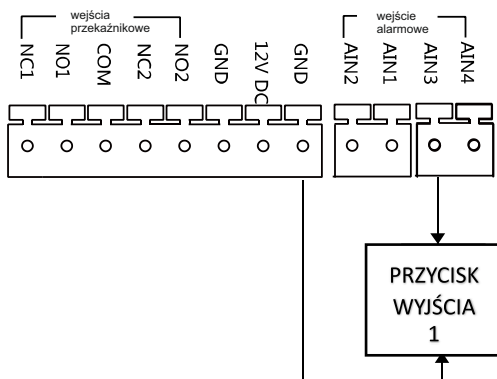 wejścia
przekaźnikowe
wejście
alarmowe
NC1
NO1
COM
NC2
NO2
GND
12V DC
GND
AIN2
AIN1
AIN3
AIN4
PRZYCISK
WYJŚCIA
1